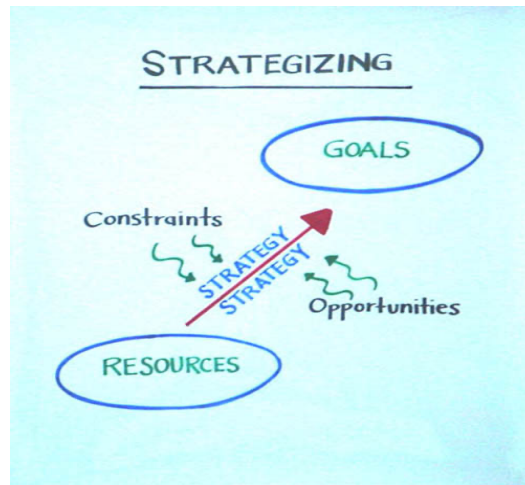 STRATEGIZING
GOALS
Constraints
STRATEGY
STRATEGY
Opportunities
RESOURCES